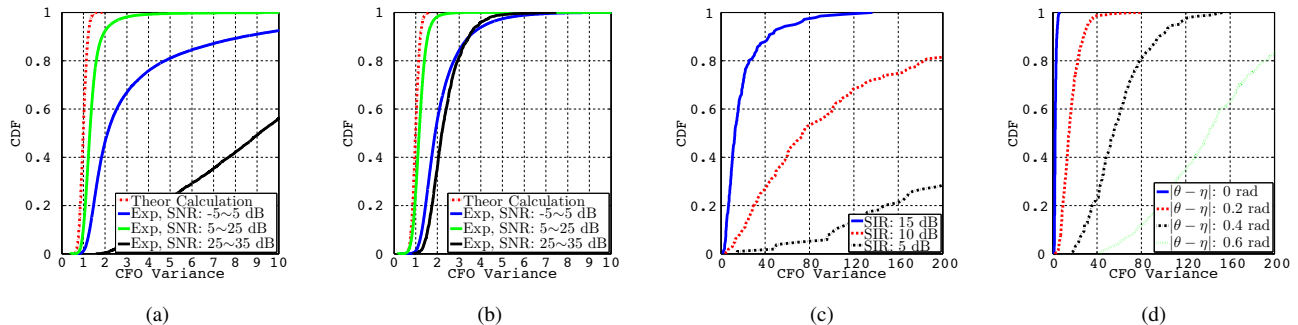 1
0.8
0.6
0.4
0.2
0
CDF
0 1 2 3 4 5 6 7 8 9 10
CFO Variance
Theor Calculation
Exp, SNR: -5~5 dB
Exp, SNR: 5~25 dB
Exp, SNR: 25~35 dB
(a)
1
0.8
0.6
0.4
0.2
0
CDF
0 1 2 3 4 5 6 7 8 9 10
CFO Variance
Theor Calculation
Exp, SNR: -5~5 dB
Exp, SNR: 5~25 dB
Exp, SNR: 25~35 dB
(b)
1
0.8
0.6
0.4
0.2
0
CDF
0 40 80 120 160 200
CFO Variance
SIR: 15 dB
SIR: 10 dB
SIR: 5 dB
(c)
1
0.8
0.6
0.4
0.2
0
CDF
0 40 80 120 160 200
CFO Variance
|θ − η|: 0 rad
|θ − η|: 0.2 rad
|θ − η|: 0.4 rad
|θ − η|: 0.6 rad
(d)